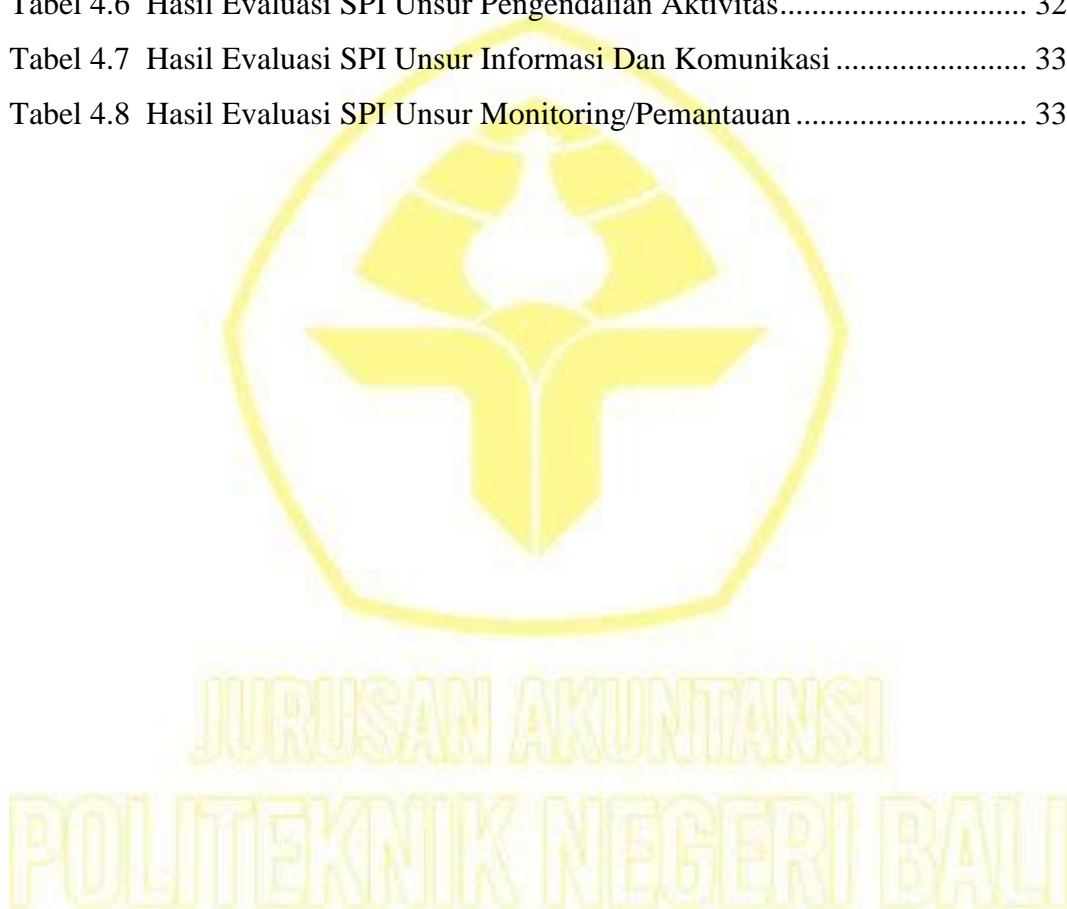 Tabel 4.6  Hasil Evaluasi SPI Unsur Pengendalian Aktivitas............................... 32
Tabel 4.7  Hasil Evaluasi SPI Unsur Informasi Dan Komunikasi ........................ 33
Tabel 4.8  Hasil Evaluasi SPI Unsur Monitoring/Pemantauan ............................. 33
JURUSAN AKUNTANSI
POLITEKNIK NEGERI BALI